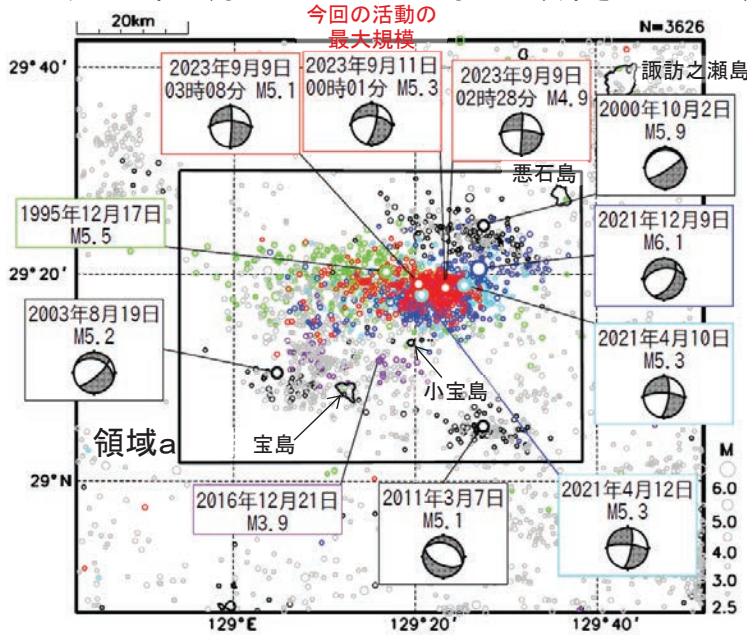 20km
今回の活動の
最大規模
N=3626
29°40′
2023年9月9日
03時08分 M5.1
2023年9月11日
00時01分 M5.3
2023年9月9日
02時28分 M4.9
諏訪之瀬島
2000年10月2日
M5.9
悪石島
1995年12月17日
M5.5
2021年12月9日
M6.1
29°20′
2003年8月19日
M5.2
2021年4月10日
M5.3
小宝島
宝島
領域a
29°N
2016年12月21日
M3.9
2011年3月7日
M5.1
2021年4月12日
M5.3
M
6.0
5.0
4.0
3.0
2.5
129°E
129°20′
129°40′